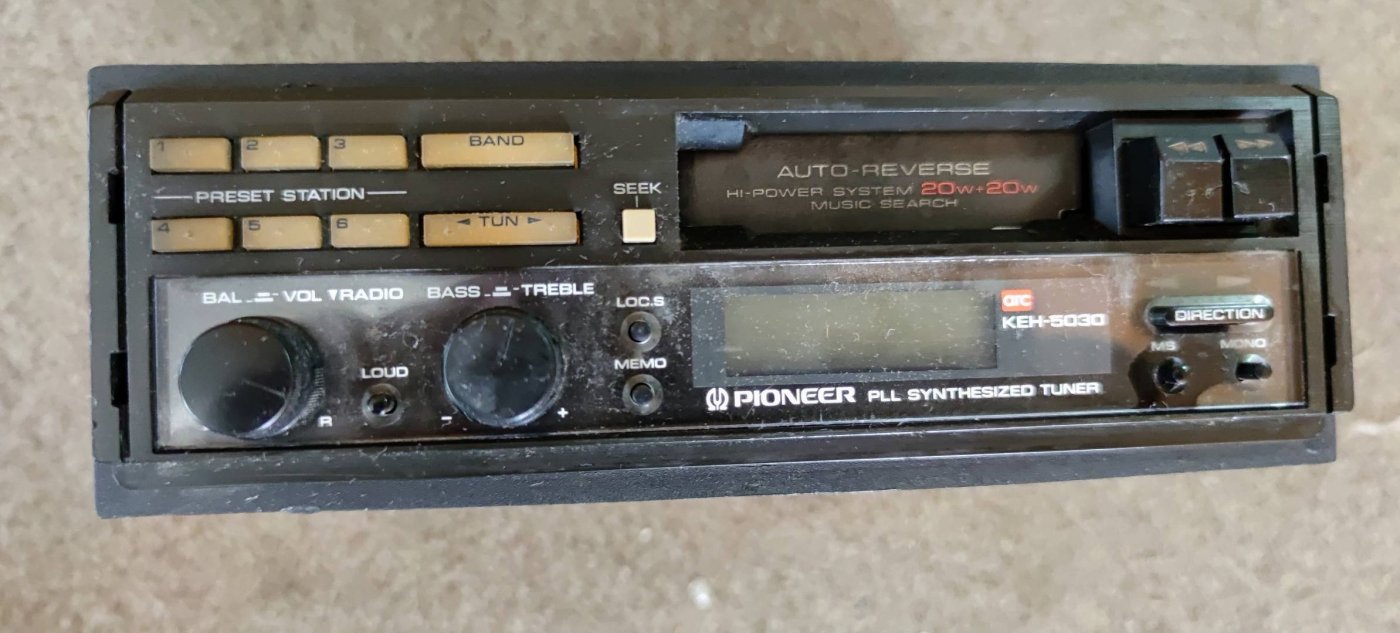 1 2 3 BAND
PRESET STATION
4 5 6 ◄ TUN ►
SEEK
AUTO-REVERSE
HI-POWER SYSTEM 20W+20W
MUSIC SEARCH
◄◄ ►►
BAL VOL ▼RADIO
BASS TREBLE
LOUD
R
- +
LOC.S
MEMO
arc
KEH-5030
PIONEER PLL SYNTHESIZED TUNER
DIRECTION
MS MONO